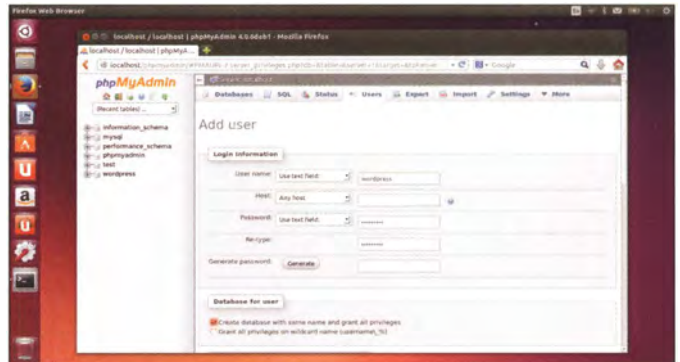 Firefox Web Browser
localhost / localhost | phpMyAdmin 4.0.6deb1 - Mozilla Firefox
localhost / localhost | phpMyA...
Google
phpMyAdmin
(Recent tables) ...
information_schema
mysql
performance_schema
phpmyadmin
test
wordpress
Databases SQL Status Users Export Import Settings More
Add user
Login Information
User name: Use text field: wordpress
Host: Any host
Password: Use text field: ********
Re-type: ********
Generate password: Generate
Database for user
Create database with same name and grant all privileges
Grant all privileges on wildcard name (username\_%)